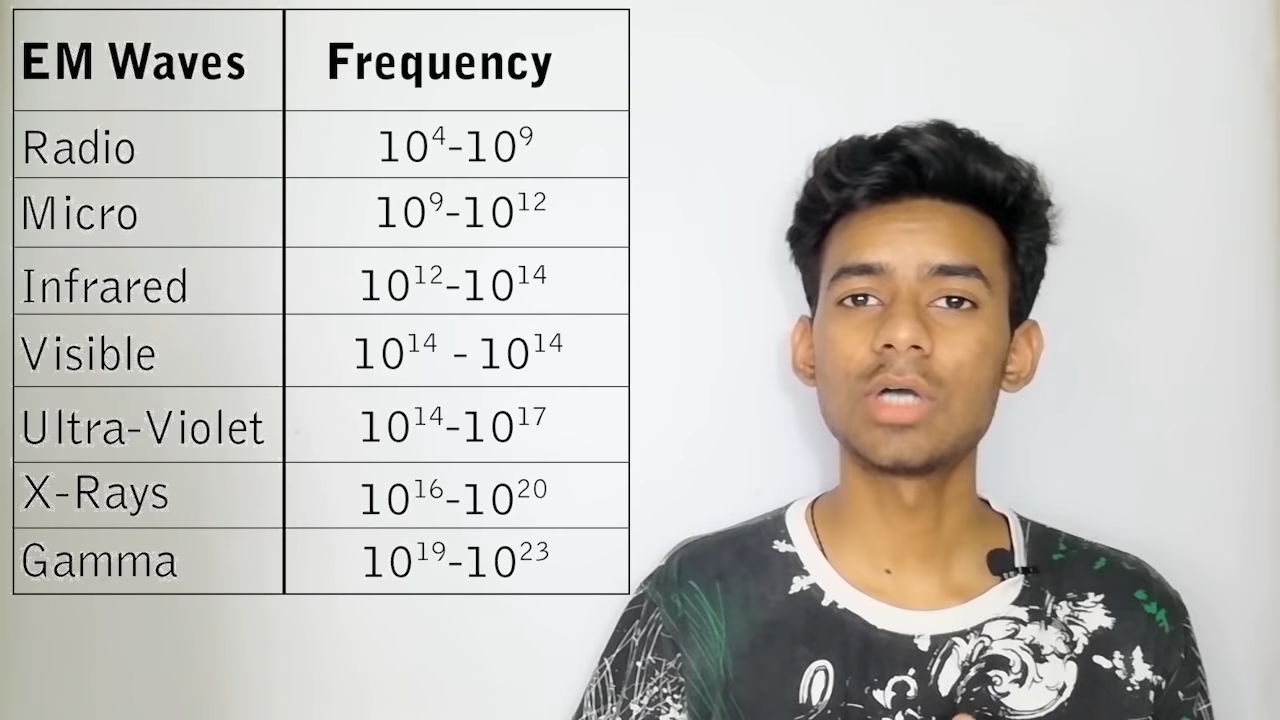 EM Waves Frequency
Radio 10⁴-10⁹
Micro 10⁹-10¹²
Infrared 10¹²-10¹⁴
Visible 10¹⁴ - 10¹⁴
Ultra-Violet 10¹⁴-10¹⁷
X-Rays 10¹⁶-10²⁰
Gamma 10¹⁹-10²³